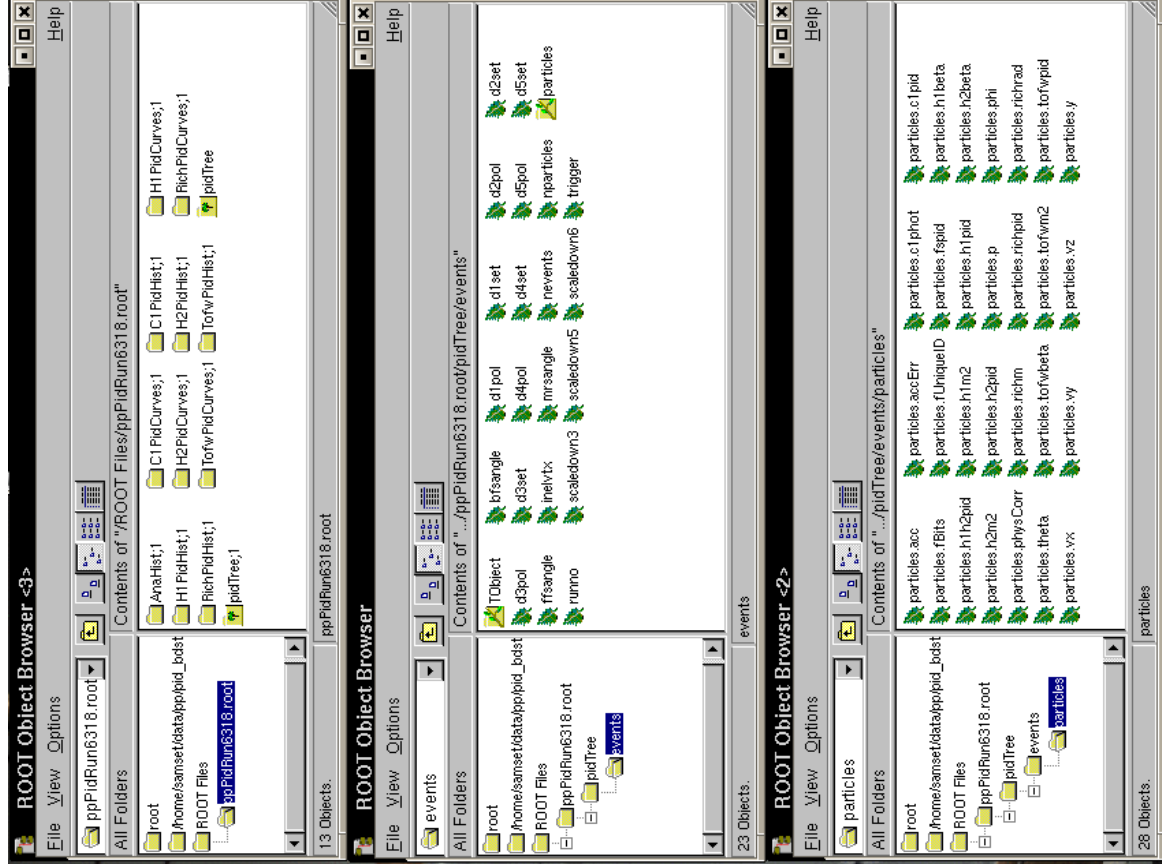 ROOT Object Browser <3>
File View Options Help
ppPidRun6318.root
All Folders Contents of "/ROOT Files/ppPidRun6318.root"
root
/home/samset/data/pp/pid_bdst
ROOT Files
ppPidRun6318.root
AnaHist;1 C1PidCurves;1 C1PidHist;1 H1PidCurves;1
H1PidHist;1 H2PidCurves;1 H2PidHist;1 RichPidCurves;1
RichPidHist;1 TofwPidCurves;1 TofwPidHist;1 pidTree
pidTree;1
13 Objects. ppPidRun6318.root
ROOT Object Browser
File View Options Help
events
All Folders Contents of ".../ppPidRun6318.root/pidTree/events"
root
/home/samset/data/pp/pid_bdst
ROOT Files
ppPidRun6318.root
pidTree
events
TObject bfsangle d1pol d1set d2pol d2set
d3pol d3set d4pol d4set d5pol d5set
ffsangle inelvtx mrsangle nevents nparticles particles
runno scaledown3 scaledown5 scaledown6 trigger
23 Objects. events
ROOT Object Browser <2>
File View Options Help
particles
All Folders Contents of ".../pidTree/events/particles"
root
/home/samset/data/pp/pid_bdst
ROOT Files
ppPidRun6318.root
pidTree
events
particles
particles.acc particles.accErr particles.c1phot particles.c1pid
particles.fBits particles.fUniqueID particles.fspid particles.h1beta
particles.h1h2pid particles.h1m2 particles.h1pid particles.h2beta
particles.h2m2 particles.h2pid particles.p particles.phi
particles.physCorr particles.richm particles.richpid particles.richrad
particles.theta particles.tofwbeta particles.tofwm2 particles.tofwpid
particles.vx particles.vy particles.vz particles.y
28 Objects. particles